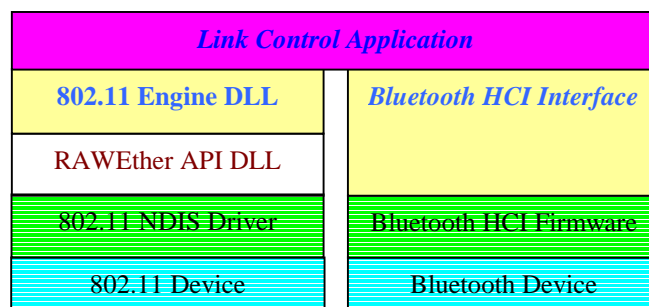 Link Control Application
802.11 Engine DLL
Bluetooth HCI Interface
RAWEther API DLL
802.11 NDIS Driver
Bluetooth HCI Firmware
802.11 Device
Bluetooth Device